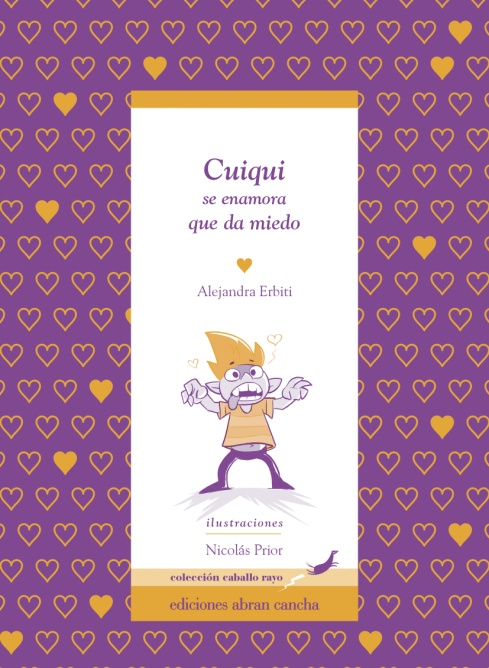 Cuiqui
se enamora
que da miedo
Alejandra Erbiti
ilustraciones
Nicolás Prior
colección caballo rayo
ediciones abran cancha